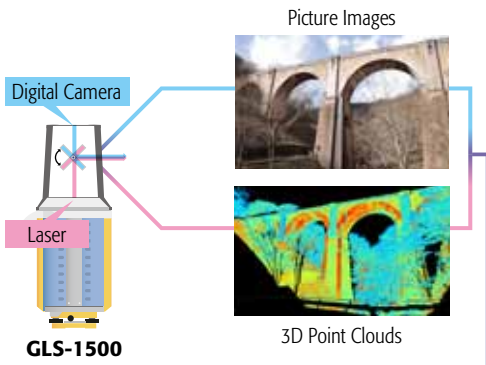 Picture Images
Digital Camera
Laser
3D Point Clouds
GLS-1500